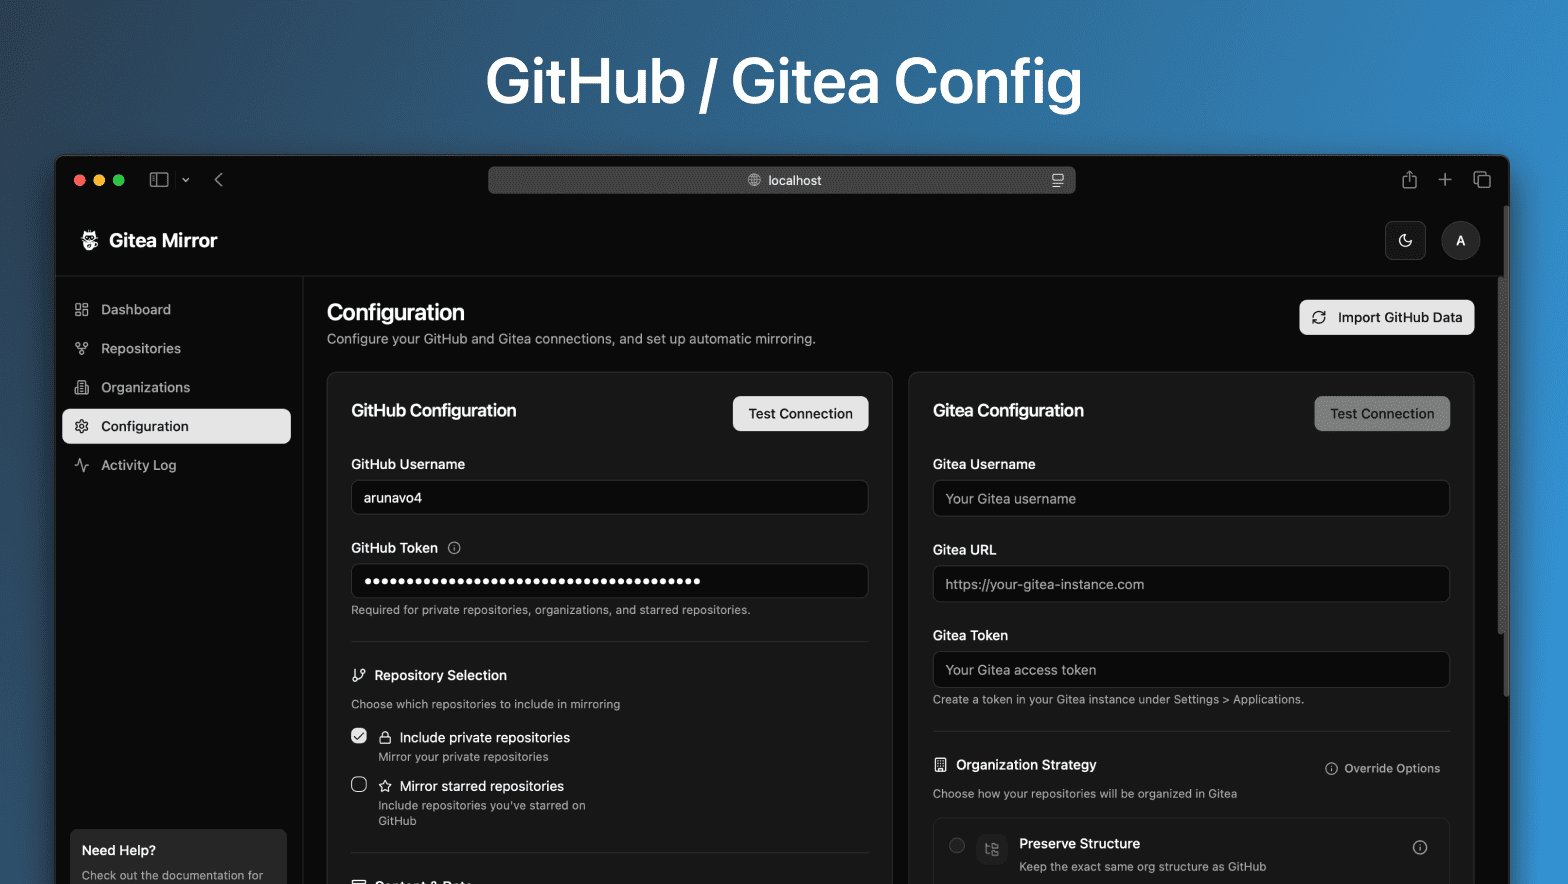 GitHub / Gitea Config
localhost
Gitea Mirror
A
Dashboard
Repositories
Organizations
Configuration
Activity Log
Need Help?
Check out the documentation for
Configuration
Configure your GitHub and Gitea connections, and set up automatic mirroring.
Import GitHub Data
GitHub Configuration
Test Connection
GitHub Username
arunavo4
GitHub Token
Required for private repositories, organizations, and starred repositories.
Repository Selection
Choose which repositories to include in mirroring
Include private repositories
Mirror your private repositories
Mirror starred repositories
Include repositories you've starred on
GitHub
Content & Data
Gitea Configuration
Test Connection
Gitea Username
Your Gitea username
Gitea URL
https://your-gitea-instance.com
Gitea Token
Your Gitea access token
Create a token in your Gitea instance under Settings > Applications.
Organization Strategy
Override Options
Choose how your repositories will be organized in Gitea
Preserve Structure
Keep the exact same org structure as GitHub